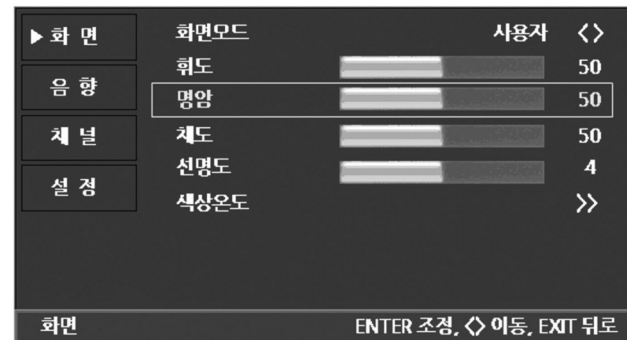 ▶화 면
음 향
채 널
설 정
화면모드 사용자 <>
휘도 50
명암 50
채도 50
선명도 4
색상온도 >>
화면 ENTER 조정, <> 이동, EXIT 뒤로